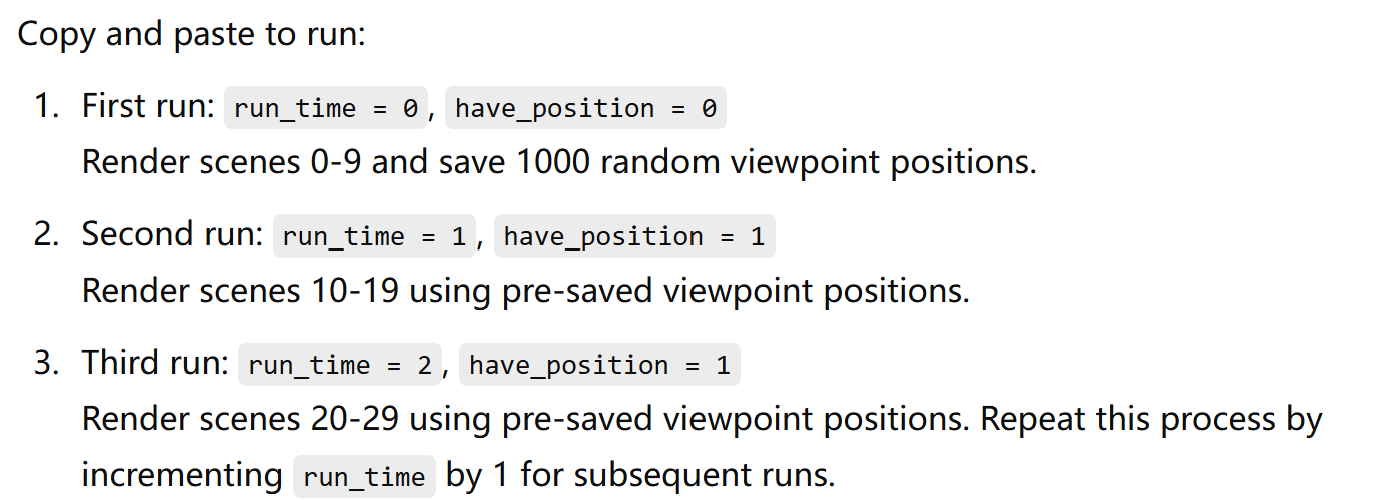 Copy and paste to run:
1. First run: run_time = 0, have_position = 0
Render scenes 0-9 and save 1000 random viewpoint positions.
2. Second run: run_time = 1, have_position = 1
Render scenes 10-19 using pre-saved viewpoint positions.
3. Third run: run_time = 2, have_position = 1
Render scenes 20-29 using pre-saved viewpoint positions. Repeat this process by
incrementing run_time by 1 for subsequent runs.